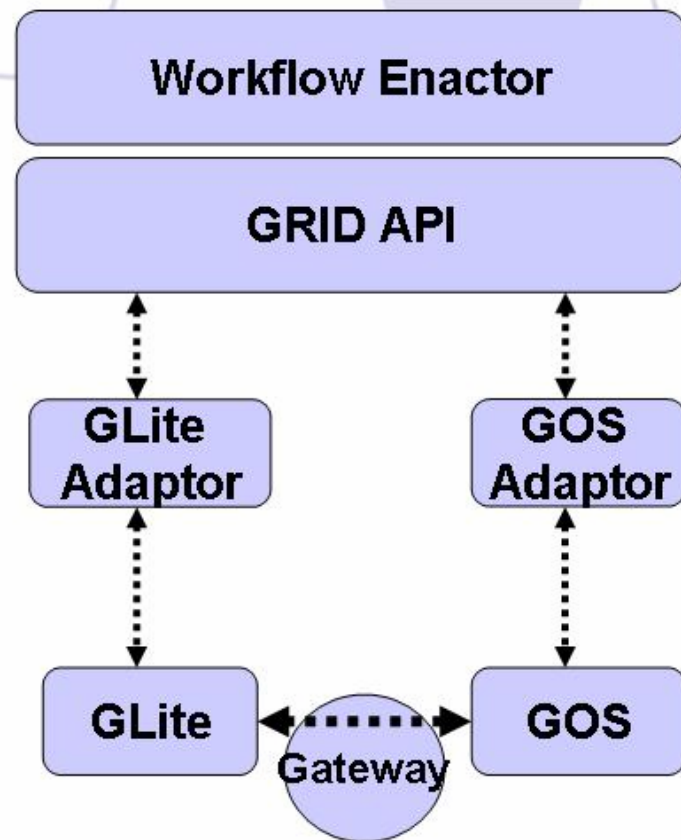 Workflow Enactor
GRID API
GLite
Adaptor
GOS
Adaptor
GLite
Gateway
GOS